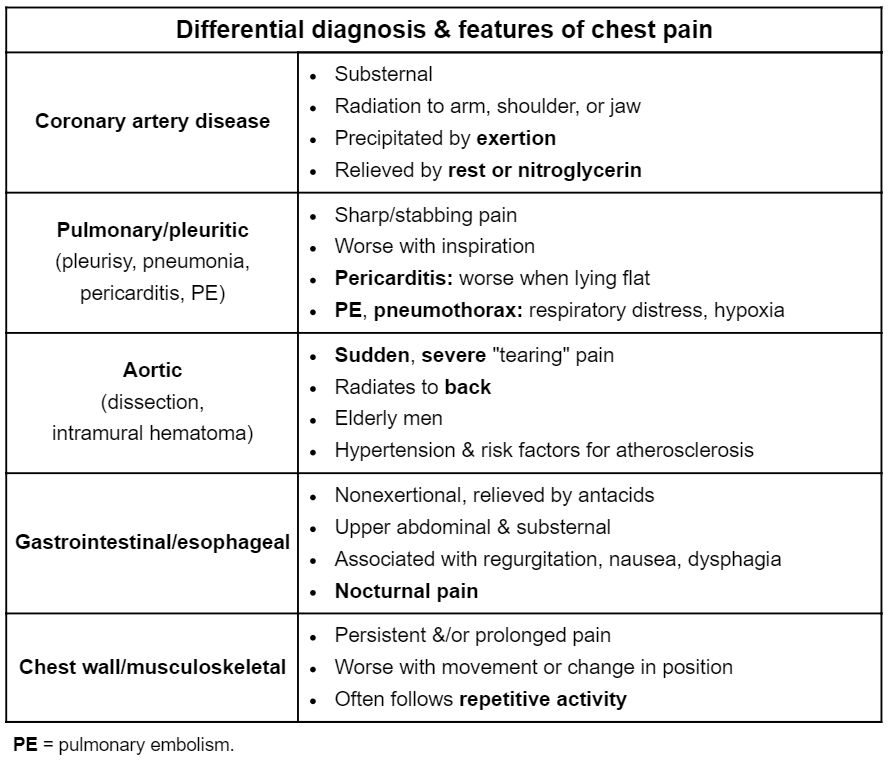 Differential diagnosis & features of chest pain
Coronary artery disease
• Substernal
• Radiation to arm, shoulder, or jaw
• Precipitated by exertion
• Relieved by rest or nitroglycerin
Pulmonary/pleuritic
(pleurisy, pneumonia,
pericarditis, PE)
• Sharp/stabbing pain
• Worse with inspiration
• Pericarditis: worse when lying flat
• PE, pneumothorax: respiratory distress, hypoxia
Aortic
(dissection,
intramural hematoma)
• Sudden, severe "tearing" pain
• Radiates to back
• Elderly men
• Hypertension & risk factors for atherosclerosis
Gastrointestinal/esophageal
• Nonexertional, relieved by antacids
• Upper abdominal & substernal
• Associated with regurgitation, nausea, dysphagia
• Nocturnal pain
Chest wall/musculoskeletal
• Persistent &/or prolonged pain
• Worse with movement or change in position
• Often follows repetitive activity
PE = pulmonary embolism.